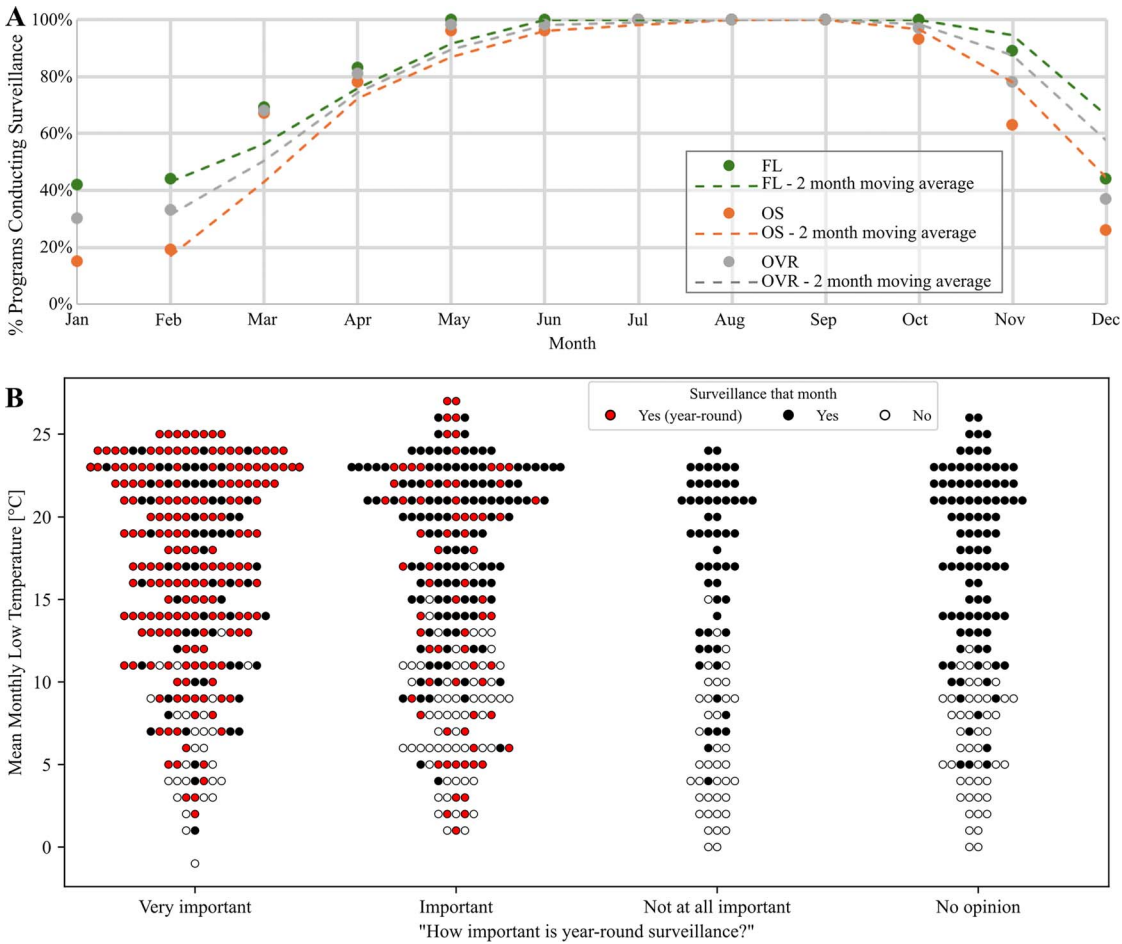 A
% Programs Conducting Surveillance
100%
80%
60%
40%
20%
0%
FL
FL - 2 month moving average
OS
OS - 2 month moving average
OVR
OVR - 2 month moving average
Jan Feb Mar Apr May Jun Jul Aug Sep Oct Nov Dec
Month
B
Surveillance that month
Yes (year-round) Yes No
Mean Monthly Low Temperature [°C]
25
20
15
10
5
0
Very important Important Not at all important No opinion
"How important is year-round surveillance?"